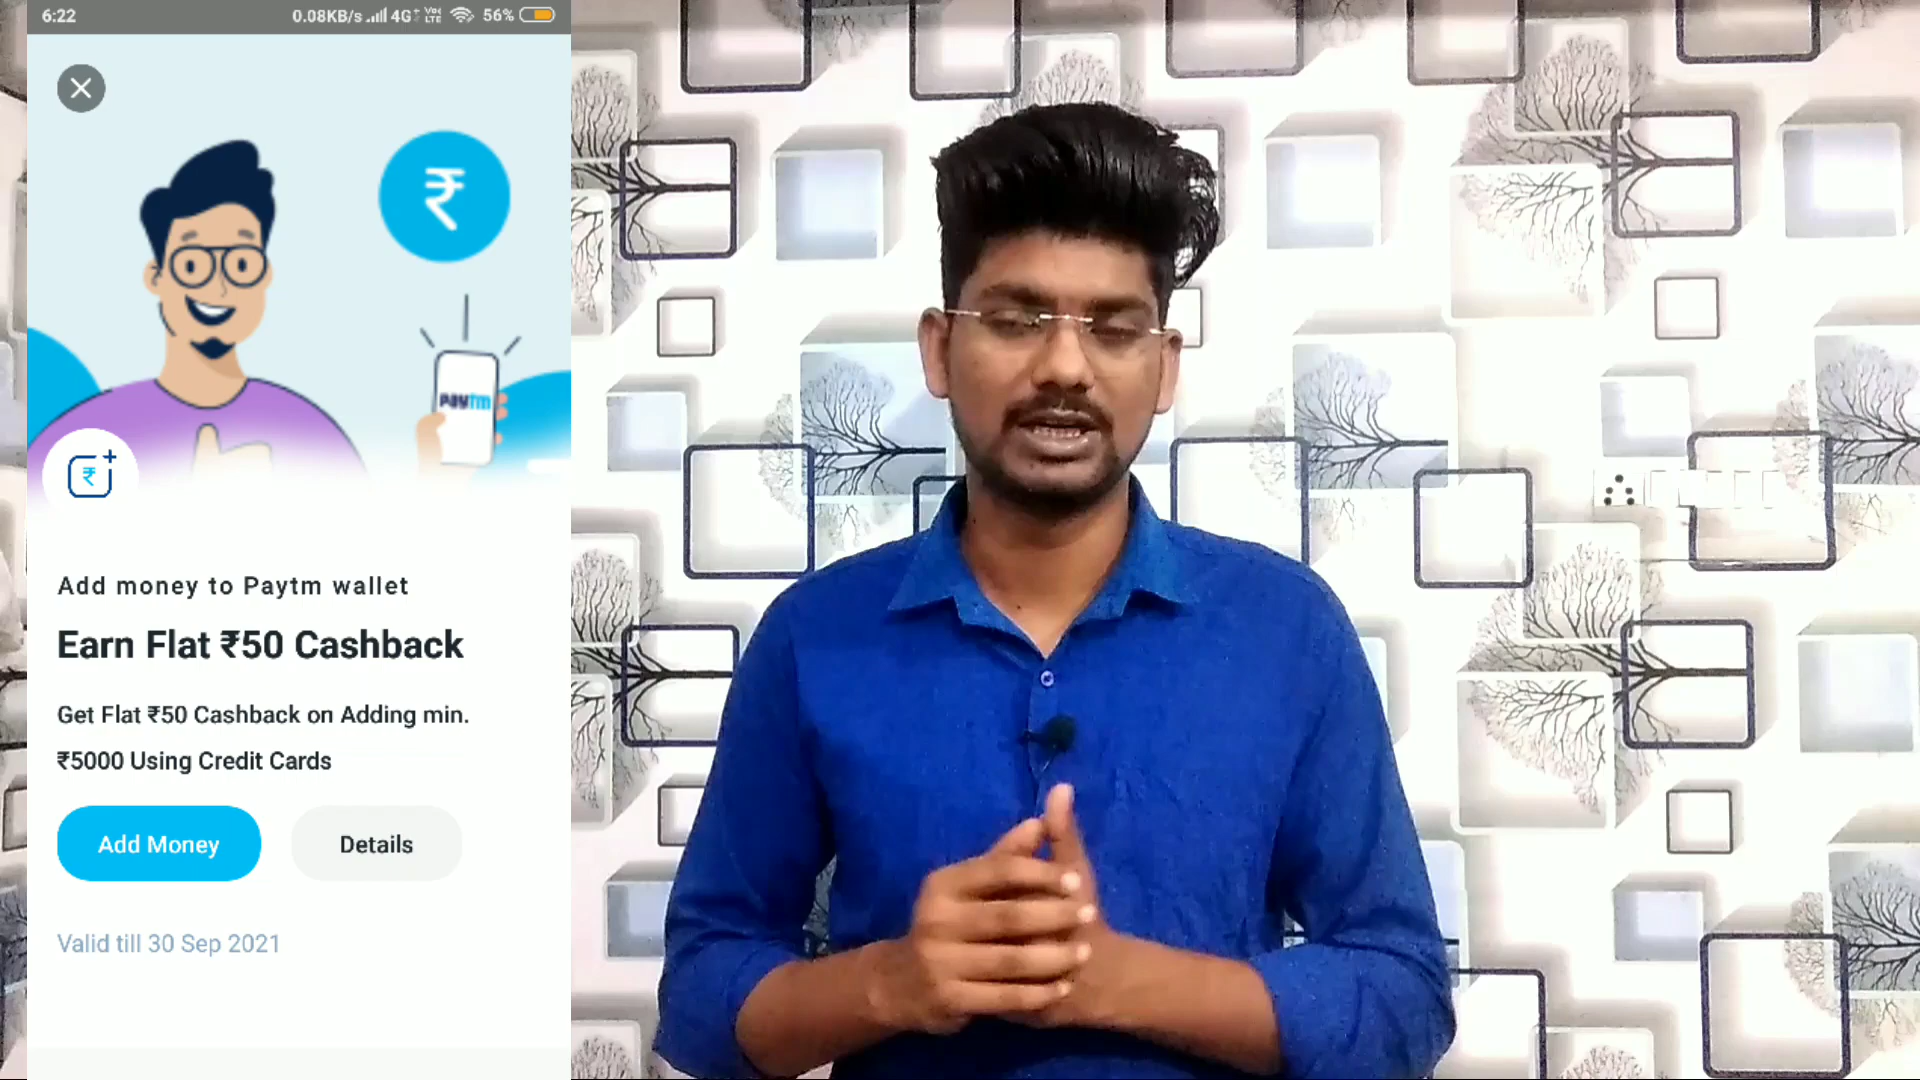 6:22
0.08KB/s 4G+ VoLTE 56%
₹
Paytm
₹
Add money to Paytm wallet
Earn Flat ₹50 Cashback
Get Flat ₹50 Cashback on Adding min.
₹5000 Using Credit Cards
Add Money Details
Valid till 30 Sep 2021